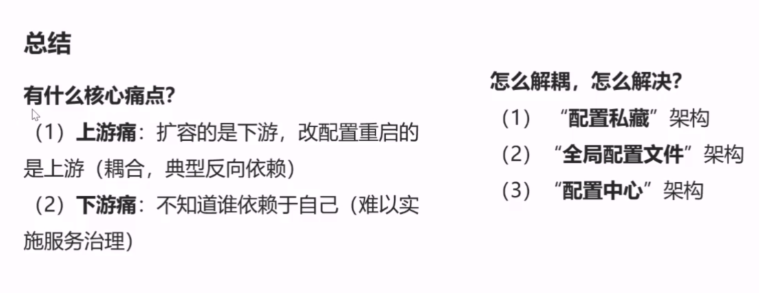 总结
有什么核心痛点？
（1）上游痛：扩容的是下游，改配置重启的
是上游（耦合，典型反向依赖）
（2）下游痛：不知道谁依赖于自己（难以实
施服务治理）
怎么解耦，怎么解决？
（1） “配置私藏”架构
（2）“全局配置文件”架构
（3）“配置中心”架构